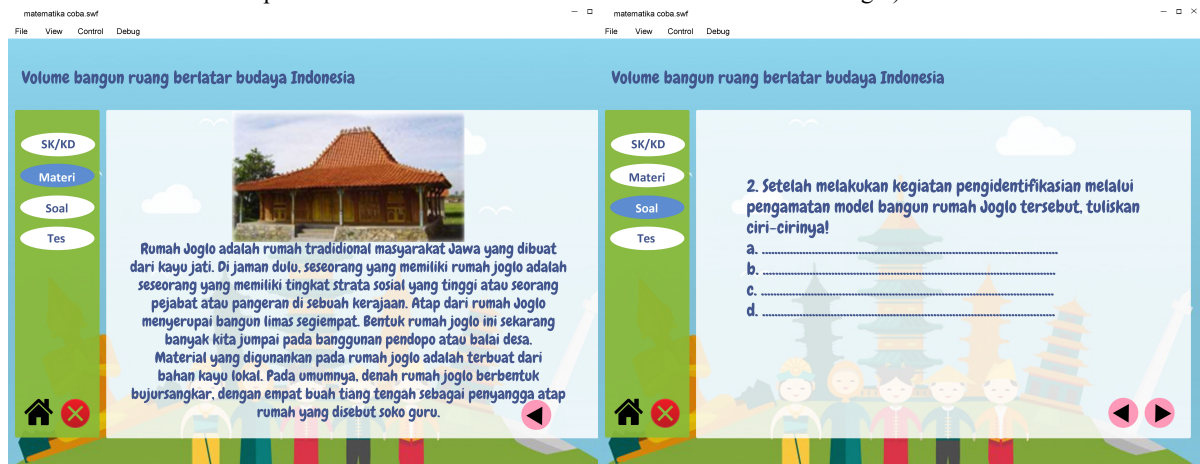 matematika coba.swf
File View Control Debug
Volume bangun ruang berlatar budaya Indonesia
SK/KD
Materi
Soal
Tes
Rumah Joglo adalah rumah tradidional masyarakat Jawa yang dibuat
dari kayu jati. Di jaman dulu, seseorang yang memiliki rumah joglo adalah
seseorang yang memiliki tingkat strata sosial yang tinggi atau seorang
pejabat atau pangeran di sebuah kerajaan. Atap dari rumah Joglo
menyerupai bangun limas segiempat. Bentuk rumah joglo ini sekarang
banyak kita jumpai pada banggunan pendopo atau balai desa.
Material yang digunankan pada rumah joglo adalah terbuat dari
bahan kayu lokal. Pada umumnya, denah rumah joglo berbentuk
bujursangkar, dengan empat buah tiang tengah sebagai penyangga atap
rumah yang disebut soko guru.
matematika coba.swf
File View Control Debug
Volume bangun ruang berlatar budaya Indonesia
SK/KD
Materi
Soal
Tes
2. Setelah melakukan kegiatan pengidentifikasian melalui
pengamatan model bangun rumah Joglo tersebut, tuliskan
ciri-cirinya!
a. ..........................................................................
b. ..........................................................................
c. ..........................................................................
d. ..........................................................................